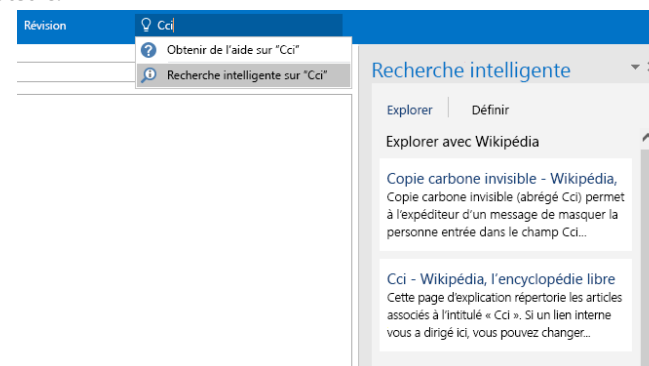 Révision
Cci
Obtenir de l'aide sur "Cci"
Recherche intelligente sur "Cci"
Recherche intelligente
Explorer
Définir
Explorer avec Wikipédia
Copie carbone invisible - Wikipédia,
Copie carbone invisible (abrégé Cci) permet
à l'expéditeur d'un message de masquer la
personne entrée dans le champ Cci...
Cci - Wikipédia, l'encyclopédie libre
Cette page d'explication répertorie les articles
associés à l'intitulé « Cci ». Si un lien interne
vous a dirigé ici, vous pouvez changer...